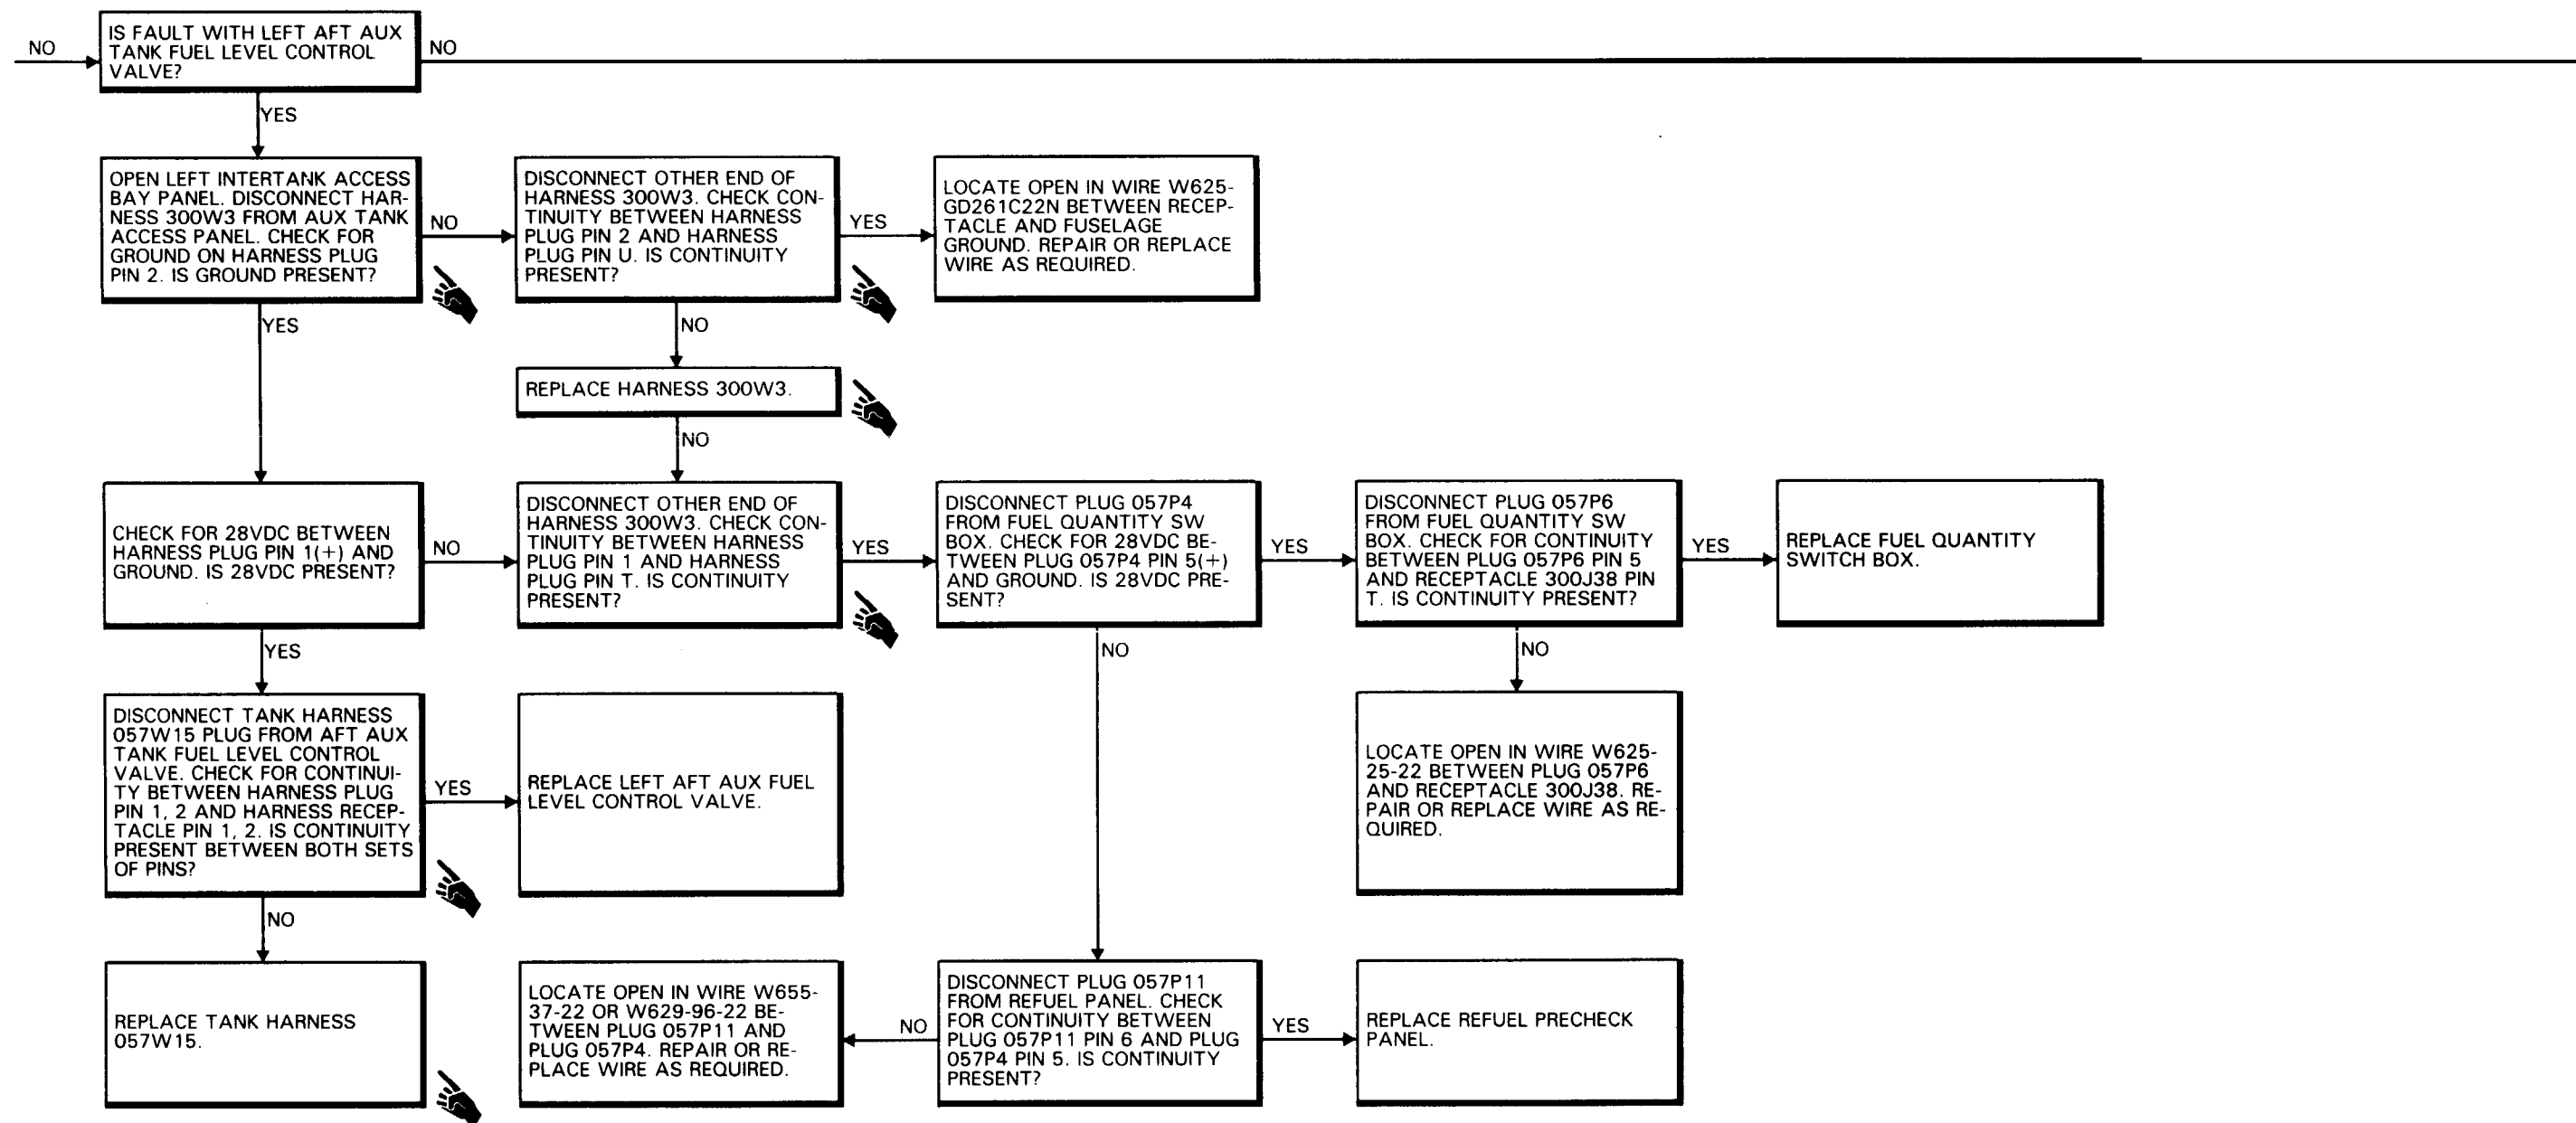 NO
IS FAULT WITH LEFT AFT AUX
TANK FUEL LEVEL CONTROL
VALVE?
NO
YES
OPEN LEFT INTERTANK ACCESS
BAY PANEL. DISCONNECT HAR-
NESS 300W3 FROM AUX TANK
ACCESS PANEL. CHECK FOR
GROUND ON HARNESS PLUG
PIN 2. IS GROUND PRESENT?
NO
DISCONNECT OTHER END OF
HARNESS 300W3. CHECK CON-
TINUITY BETWEEN HARNESS
PLUG PIN 2 AND HARNESS
PLUG PIN U. IS CONTINUITY
PRESENT?
YES
LOCATE OPEN IN WIRE W625-
GD261C22N BETWEEN RECEP-
TACLE AND FUSELAGE
GROUND. REPAIR OR REPLACE
WIRE AS REQUIRED.
YES
NO
REPLACE HARNESS 300W3.
NO
CHECK FOR 28VDC BETWEEN
HARNESS PLUG PIN 1(+) AND
GROUND. IS 28VDC PRESENT?
NO
DISCONNECT OTHER END OF
HARNESS 300W3. CHECK CON-
TINUITY BETWEEN HARNESS
PLUG PIN 1 AND HARNESS
PLUG PIN T. IS CONTINUITY
PRESENT?
YES
DISCONNECT PLUG 057P4
FROM FUEL QUANTITY SW
BOX. CHECK FOR 28VDC BE-
TWEEN PLUG 057P4 PIN 5(+)
AND GROUND. IS 28VDC PRE-
SENT?
YES
DISCONNECT PLUG 057P6
FROM FUEL QUANTITY SW
BOX. CHECK FOR CONTINUITY
BETWEEN PLUG 057P6 PIN 5
AND RECEPTACLE 300J38 PIN
T. IS CONTINUITY PRESENT?
YES
REPLACE FUEL QUANTITY
SWITCH BOX.
YES
NO
NO
DISCONNECT TANK HARNESS
057W15 PLUG FROM AFT AUX
TANK FUEL LEVEL CONTROL
VALVE. CHECK FOR CONTINUI-
TY BETWEEN HARNESS PLUG
PIN 1, 2 AND HARNESS RECEP-
TACLE PIN 1, 2. IS CONTINUITY
PRESENT BETWEEN BOTH SETS
OF PINS?
YES
REPLACE LEFT AFT AUX FUEL
LEVEL CONTROL VALVE.
LOCATE OPEN IN WIRE W625-
25-22 BETWEEN PLUG 057P6
AND RECEPTACLE 300J38. RE-
PAIR OR REPLACE WIRE AS RE-
QUIRED.
NO
REPLACE TANK HARNESS
057W15.
LOCATE OPEN IN WIRE W655-
37-22 OR W629-96-22 BE-
TWEEN PLUG 057P11 AND
PLUG 057P4. REPAIR OR RE-
PLACE WIRE AS REQUIRED.
NO
DISCONNECT PLUG 057P11
FROM REFUEL PANEL. CHECK
FOR CONTINUITY BETWEEN
PLUG 057P11 PIN 6 AND PLUG
057P4 PIN 5. IS CONTINUITY
PRESENT?
YES
REPLACE REFUEL PRECHECK
PANEL.